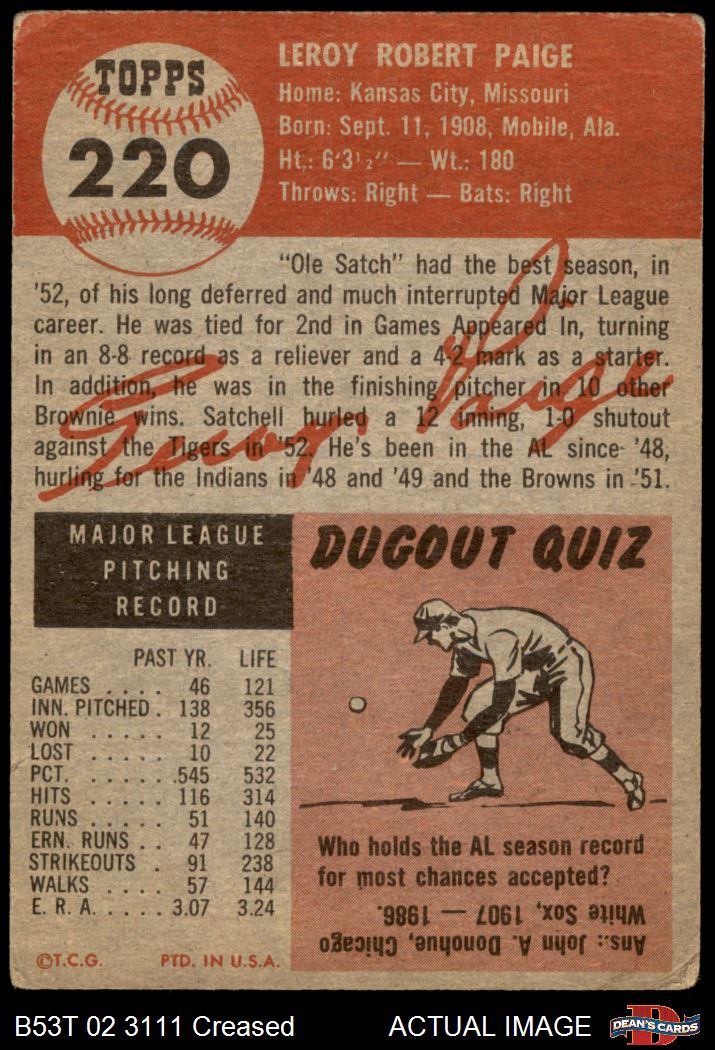 TOPPS
220
LEROY ROBERT PAIGE
Home: Kansas City, Missouri
Born: Sept. 11, 1908, Mobile, Ala.
Ht.: 6'3½" — Wt.: 180
Throws: Right — Bats: Right
"Ole Satch" had the best season, in
'52, of his long deferred and much interrupted Major League
career. He was tied for 2nd in Games Appeared In, turning
in an 8-8 record as a reliever and a 4-2 mark as a starter.
In addition, he was in the finishing pitcher in 10 other
Brownie wins. Satchell hurled a 12 inning, 1-0 shutout
against the Tigers in '52. He's been in the AL since '48,
hurling for the Indians in '48 and '49 and the Browns in '51.
MAJOR LEAGUE
PITCHING
RECORD
PAST YR. LIFE
GAMES .... 46 121
INN. PITCHED . 138 356
WON ..... 12 25
LOST ..... 10 22
PCT. ..... .545 532
HITS ..... 116 314
RUNS ..... 51 140
ERN. RUNS .. 47 128
STRIKEOUTS . 91 238
WALKS .... 57 144
E. R. A. .... 3.07 3.24
©T.C.G. PTD. IN U.S.A.
DUGOUT QUIZ
Who holds the AL season record
for most chances accepted?
Ans.: John A. Donohue, Chicago
White Sox, 1907 — 1986.
B53T 02 3111 Creased ACTUAL IMAGE
DEAN'S CARDS